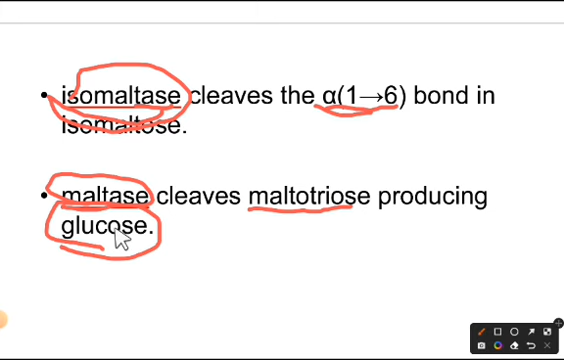 • isomaltase cleaves the α(1→6) bond in
isomaltose.
• maltase cleaves maltotriose producing
glucose.